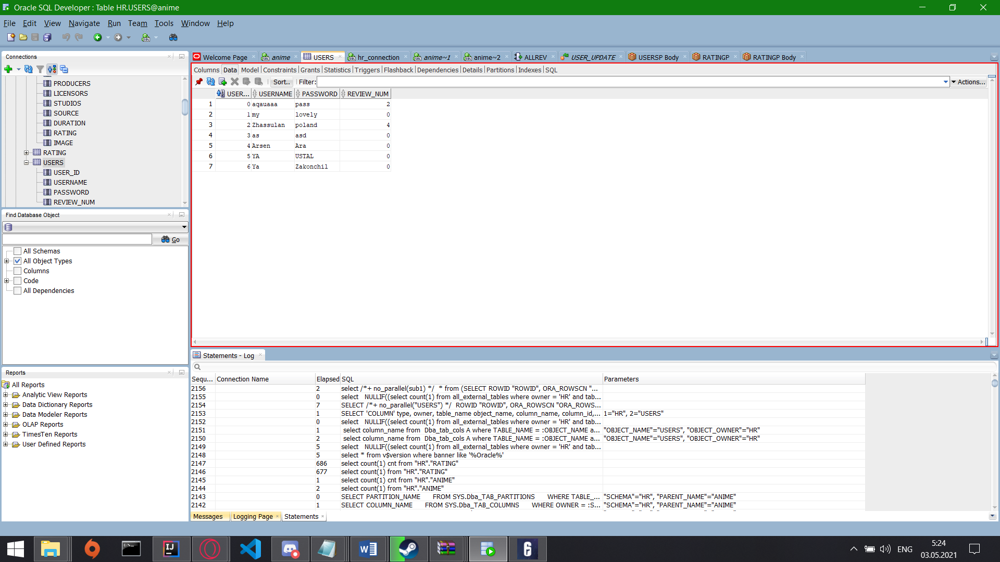 Oracle SQL Developer : Table HR.USERS@anime
File Edit View Navigate Run Team Tools Window Help
Connections
PRODUCERS
LICENSORS
STUDIOS
SOURCE
DURATION
RATING
IMAGE
RATING
USERS
USER_ID
USERNAME
PASSWORD
REVIEW_NUM
Find Database Object
Go
All Schemas
All Object Types
Columns
Code
All Dependencies
Reports
All Reports
Analytic View Reports
Data Dictionary Reports
Data Modeler Reports
OLAP Reports
TimesTen Reports
User Defined Reports
Welcome Page anime USERS hr_connection anime~1 anime~2 ALLREV USER_UPDATE USERSP Body RATINGP RATINGP Body
Columns Data Model Constraints Grants Statistics Triggers Flashback Dependencies Details Partitions Indexes SQL
Sort.. Filter: Actions...
USER... USERNAME PASSWORD REVIEW_NUM
1 0 aqauaaa pass 2
2 1 my lovely 0
3 2 Zhassulan poland 4
4 3 as asd 0
5 4 Arsen Ara 0
6 5 YA USTAL 0
7 6 Ya Zakonchil 0
Statements - Log
Sequ... Connection Name Elapsed SQL Parameters
2156 2 select /*+ no_parallel(sub1) */ * from (SELECT ROWID "ROWID", ORA_ROWSCN "...
2155 0 select NULLIF((select count(1) from all_external_tables where owner = 'HR' and tab...
2154 7 SELECT /*+ no_parallel("USERS") */ ROWID "ROWID", ORA_ROWSCN "ORA_ROWS...
2153 1 SELECT 'COLUMN' type, owner, table_name object_name, column_name, column_id,... 1="HR", 2="USERS"
2152 0 select NULLIF((select count(1) from all_external_tables where owner = 'HR' and tab...
2151 1 select column_name from Dba_tab_cols A where TABLE_NAME = :OBJECT_NAME a... "OBJECT_NAME"="USERS", "OBJECT_OWNER"="HR"
2150 2 select column_name from Dba_tab_cols A where TABLE_NAME = :OBJECT_NAME a... "OBJECT_NAME"="USERS", "OBJECT_OWNER"="HR"
2149 5 select NULLIF((select count(1) from all_external_tables where owner = 'HR' and tab...
2148 5 select * from v$version where banner like '%Oracle%'
2147 686 select count(1) cnt from "HR"."RATING"
2146 677 select count(1) from "HR"."RATING"
2145 1 select count(1) cnt from "HR"."ANIME"
2144 2 select count(1) from "HR"."ANIME"
2143 0 SELECT PARTITION_NAME FROM SYS.Dba_TAB_PARTITIONS WHERE TABLE_... "SCHEMA"="HR", "PARENT_NAME"="ANIME"
2142 1 SELECT COLUMN_NAME FROM SYS.Dba_TAB_COLUMNS WHERE OWNER = :S... "SCHEMA"="HR", "PARENT_NAME"="ANIME"
Messages Logging Page Statements
ENG
5:24
03.05.2021